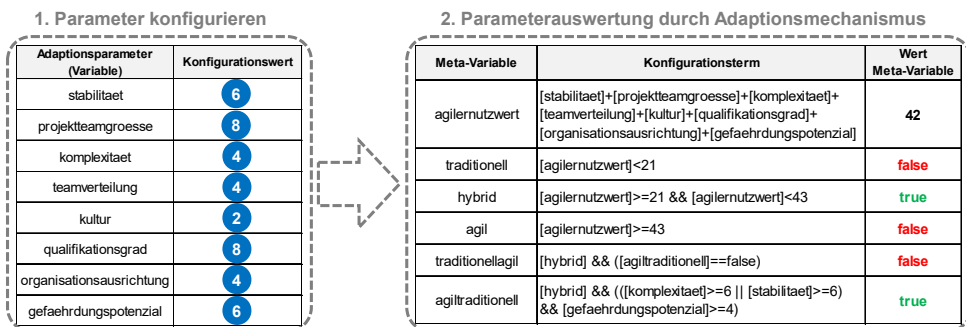 1. Parameter konfigurieren
Adaptionsparameter
(Variable)
Konfigurationswert
stabilitaet 6
projektteamgroesse 8
komplexitaet 4
teamverteilung 4
kultur 2
qualifikationsgrad 8
organisationsausrichtung 4
gefaehrdungspotenzial 6
2. Parameterauswertung durch Adaptionsmechanismus
Meta-Variable
Konfigurationsterm
Wert
Meta-Variable
agilernutzwert
[stabilitaet]+[projektteamgroesse]+[komplexitaet]+
[teamverteilung]+[kultur]+[qualifikationsgrad]+
[organisationsausrichtung]+[gefaehrdungspotenzial]
42
traditionell [agilernutzwert]<21 false
hybrid [agilernutzwert]>=21 && [agilernutzwert]<43 true
agil [agilernutzwert]>=43 false
traditionellagil [hybrid] && ([agiltraditionell]==false) false
agiltraditionell
[hybrid] && (([komplexitaet]>=6 || [stabilitaet]>=6)
&& [gefaehrdungspotenzial]>=4)
true